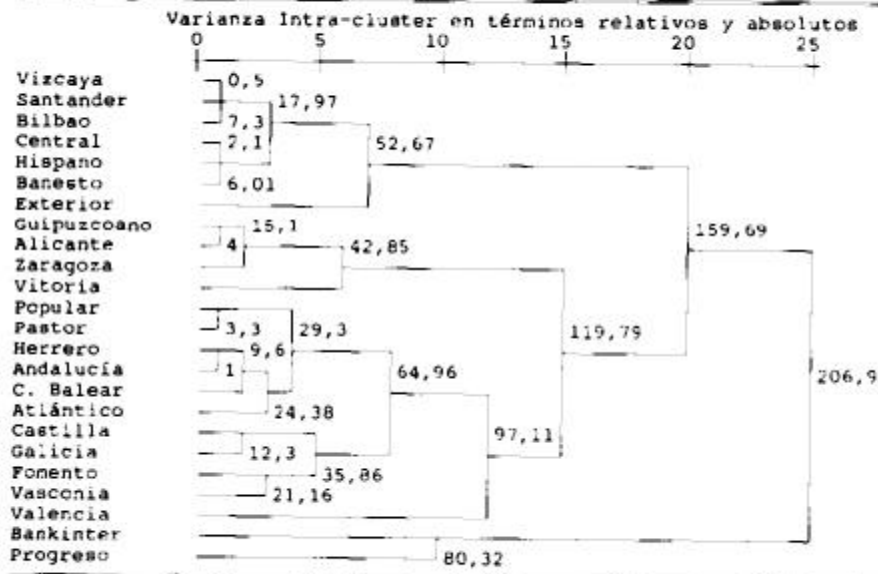 Varianza Intra-cluster en términos relativos y absolutos
0 5 10 15 20 25
Vizcaya 0,5
Santander 17,97
Bilbao 7,3
Central 2,1 52,67
Hispano
Banesto 6,01
Exterior
Guipuzcoano 15,1 159,69
Alicante 4 42,85
Zaragoza
Vitoria
Popular
Pastor 3,3 29,3 119,79
Herrero 9,6
Andalucía 1 64,96 206,9
C. Balear
Atlántico 24,38
Castilla 97,11
Galicia 12,3
Fomento 35,86
Vasconia 21,16
Valencia
Bankinter
Progreso 80,32